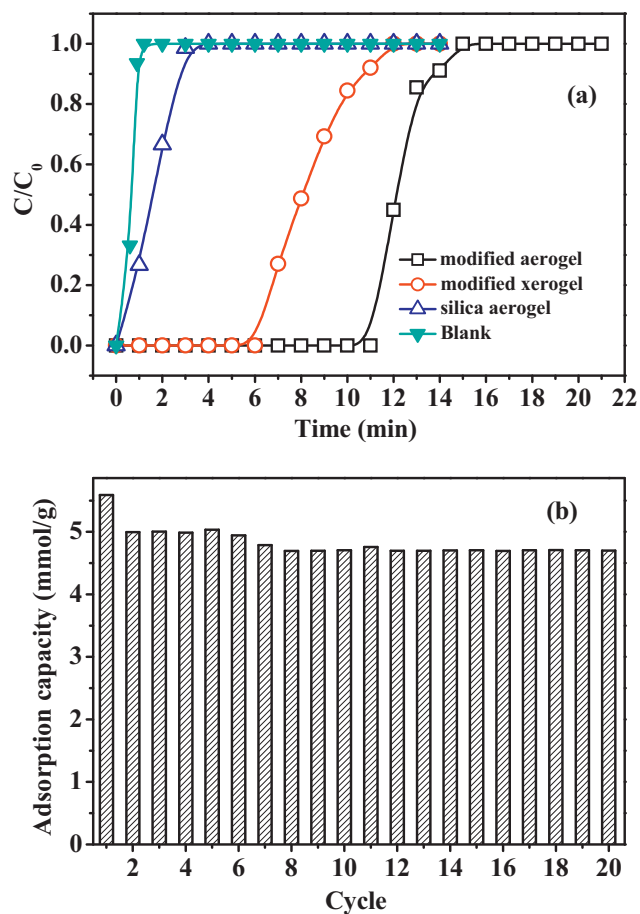 1.0
(a)
0.8
0.6
C/C0
0.4
modified aerogel
modified xerogel
0.2
silica aerogel
Blank
0.0
0 2 4 6 8 10 12 14 16 18 20 22
Time (min)
(b)
5
4
3
2
1
0
Adsorption capacity (mmol/g)
2 4 6 8 10 12 14 16 18 20
Cycle